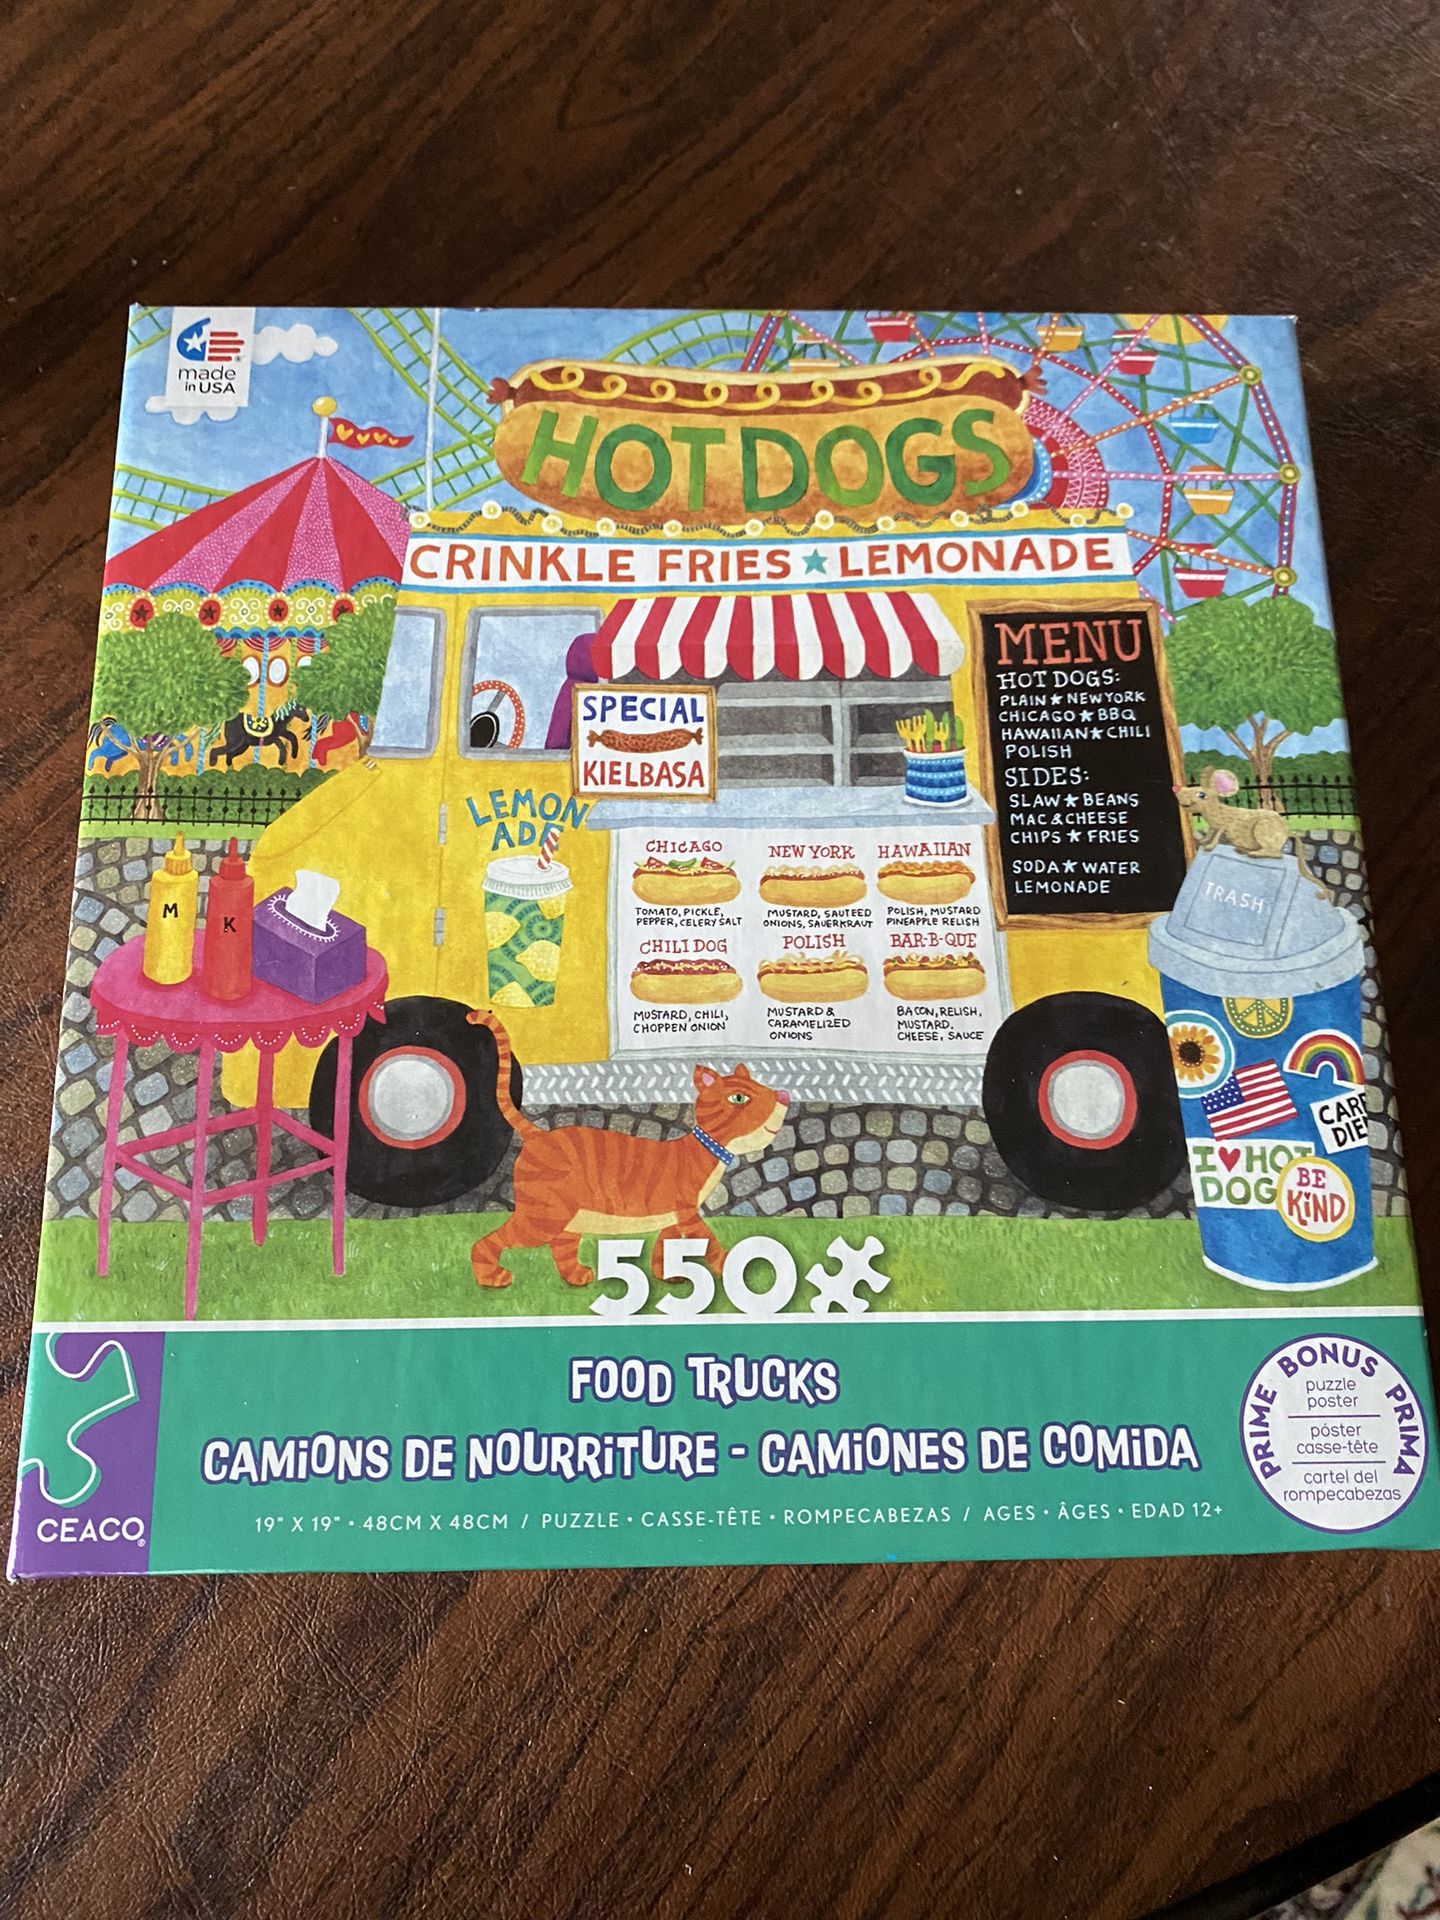 made
in USA
HOT DOGS
CRINKLE FRIES ★ LEMONADE
SPECIAL
KIELBASA
MENU
HOT DOGS:
PLAIN ★ NEW YORK
CHICAGO ★ BBQ
HAWAIIAN ★ CHILI
POLISH
SIDES:
SLAW ★ BEANS
MAC & CHEESE
CHIPS ★ FRIES
SODA ★ WATER
LEMONADE
LEMON
ADE
M
K
CHICAGO
TOMATO, PICKLE,
PEPPER, CELERY SALT
NEW YORK
MUSTARD, SAUTEED
ONIONS, SAUERKRAUT
HAWAIIAN
POLISH, MUSTARD
PINEAPPLE RELISH
CHILI DOG
MUSTARD, CHILI,
CHOPPEN ONION
POLISH
MUSTARD &
CARAMELIZED
ONIONS
BAR-B-QUE
BACON, RELISH,
MUSTARD,
CHEESE, SAUCE
TRASH
CARP
DIE
I ♥ HOT
DOG
BE
KIND
550
FOOD TRUCKS
CAMIONS DE NOURRITURE - CAMIONES DE COMIDA
19" X 19" • 48CM X 48CM / PUZZLE • CASSE-TÊTE • ROMPECABEZAS / AGES • ÂGES • EDAD 12+
CEACO®
PRIME BONUS PRIMA
puzzle
poster
póster
casse-tête
cartel del
rompecabezas